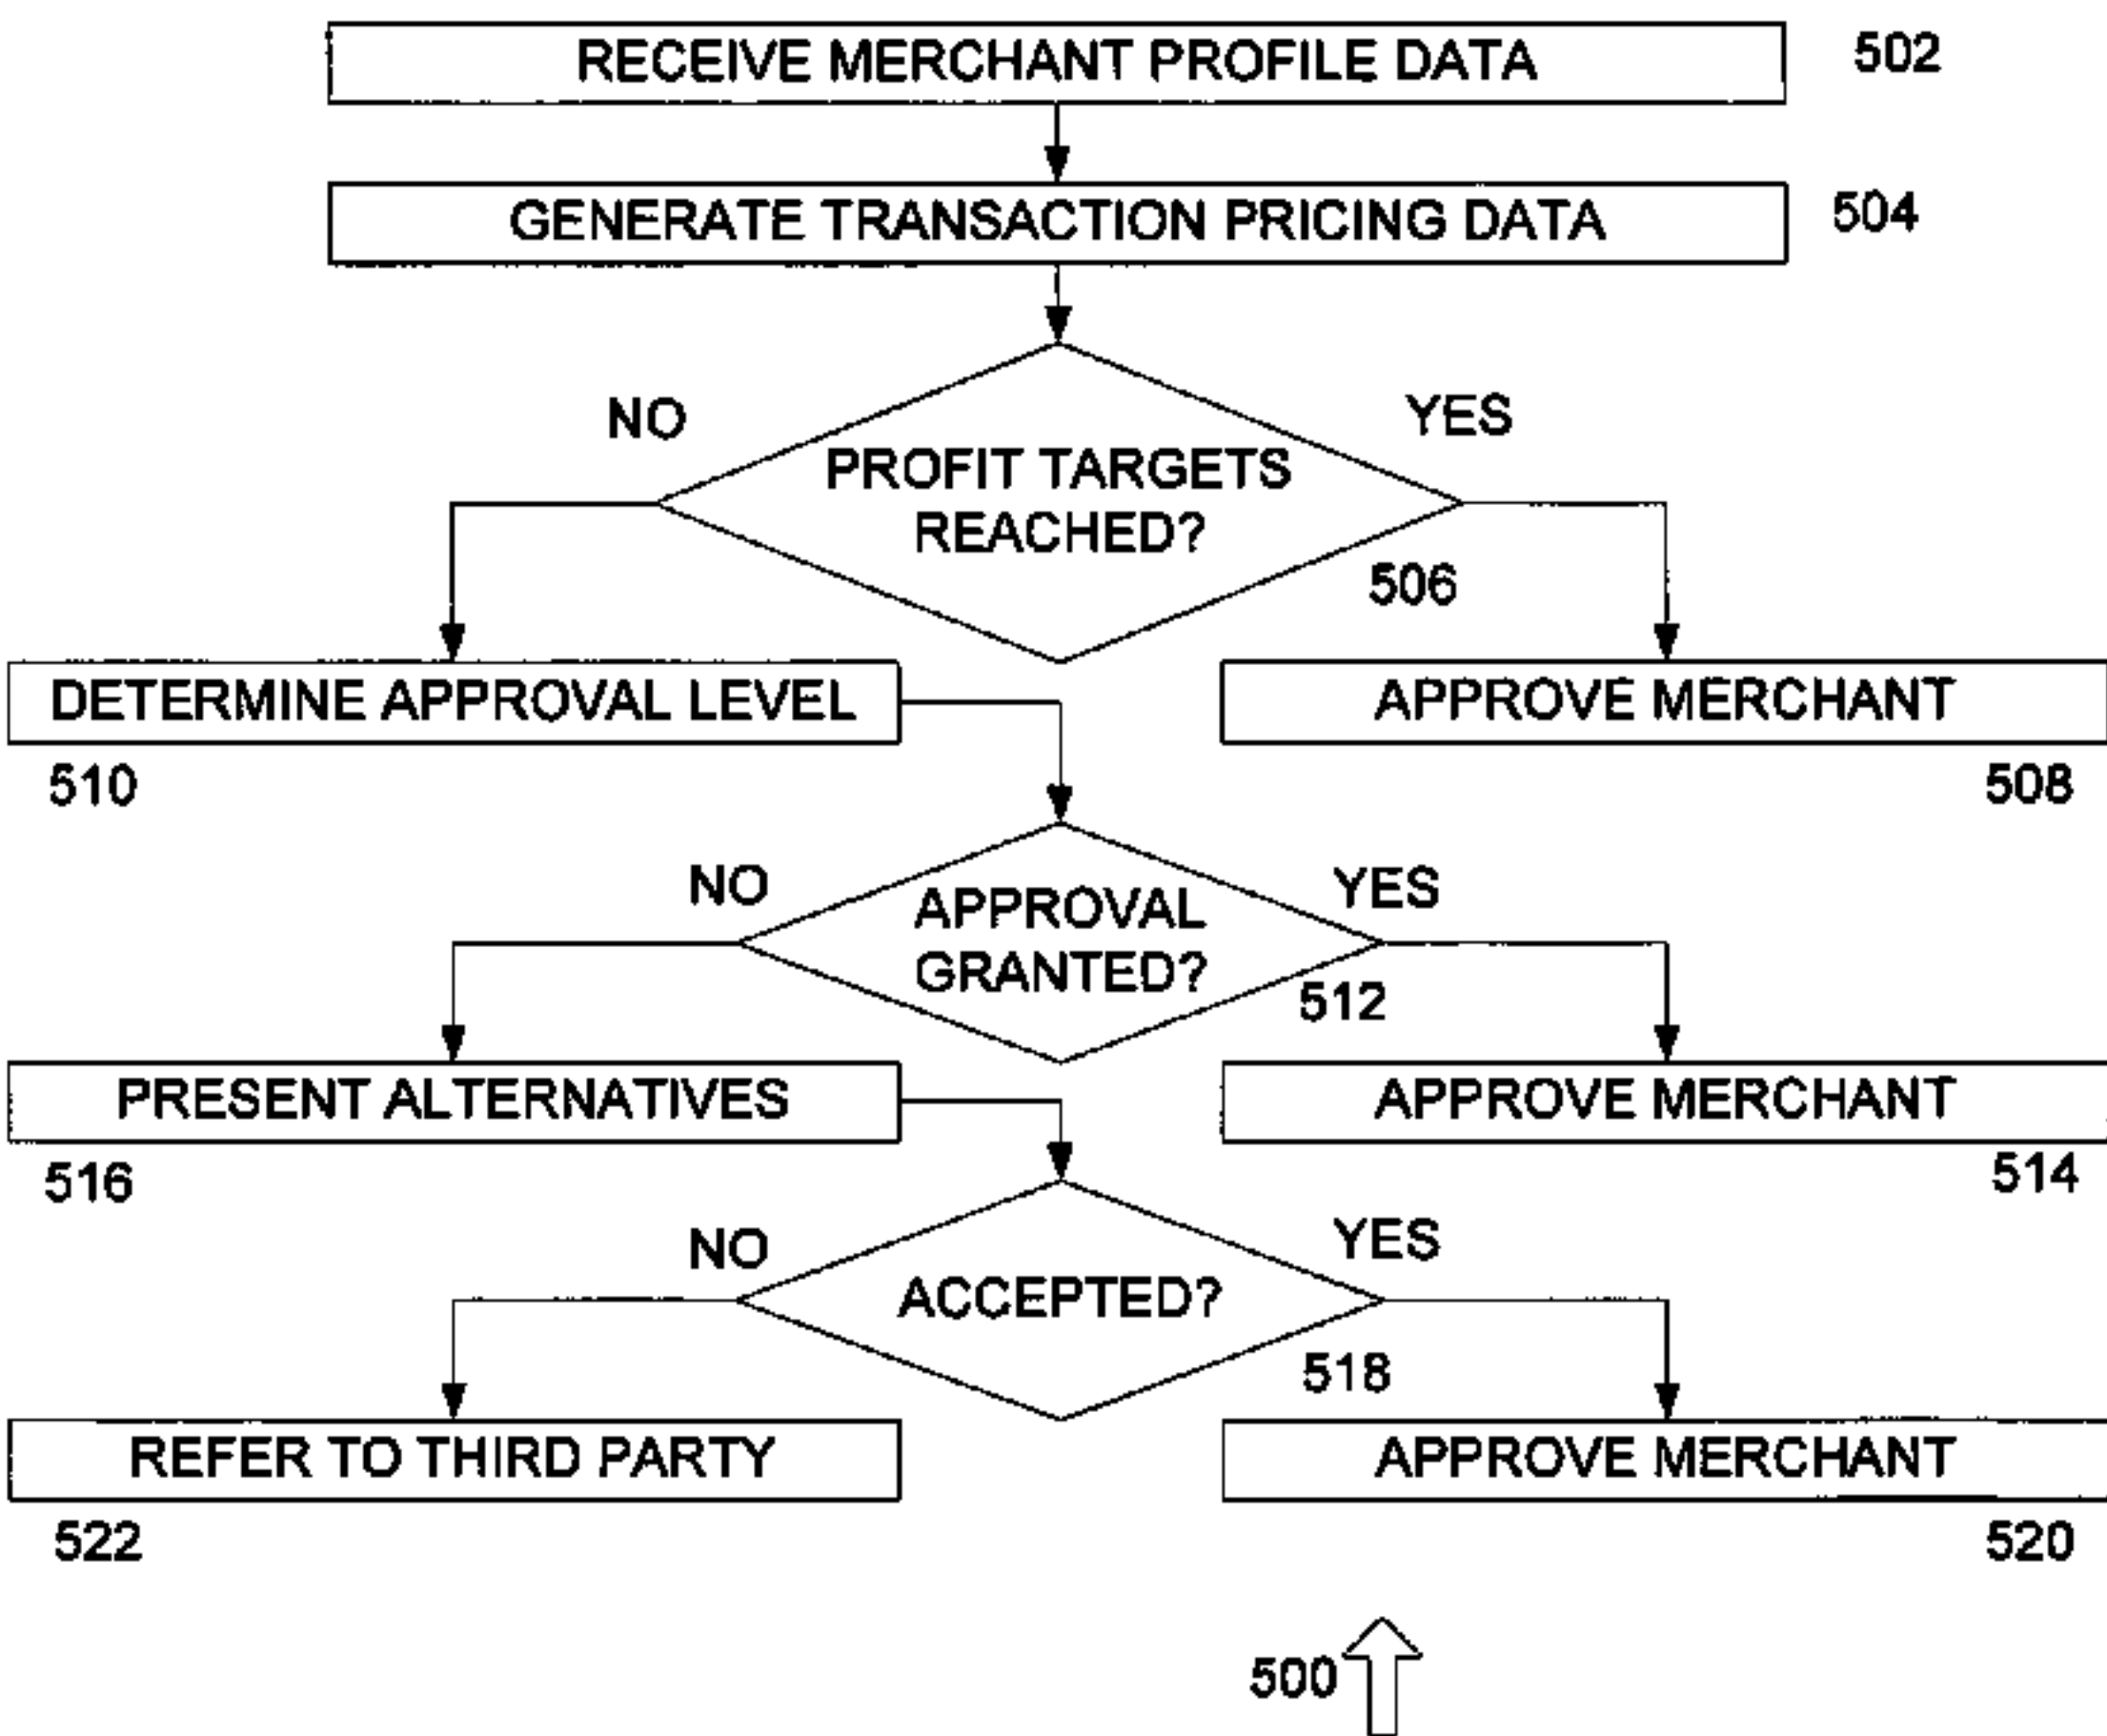 RECEIVE MERCHANT PROFILE DATA
502
GENERATE TRANSACTION PRICING DATA
504
NO
YES
PROFIT TARGETS
REACHED?
506
DETERMINE APPROVAL LEVEL
APPROVE MERCHANT
510
508
NO
YES
APPROVAL
GRANTED?
512
PRESENT ALTERNATIVES
APPROVE MERCHANT
516
514
NO
YES
ACCEPTED?
518
REFER TO THIRD PARTY
APPROVE MERCHANT
522
520
500